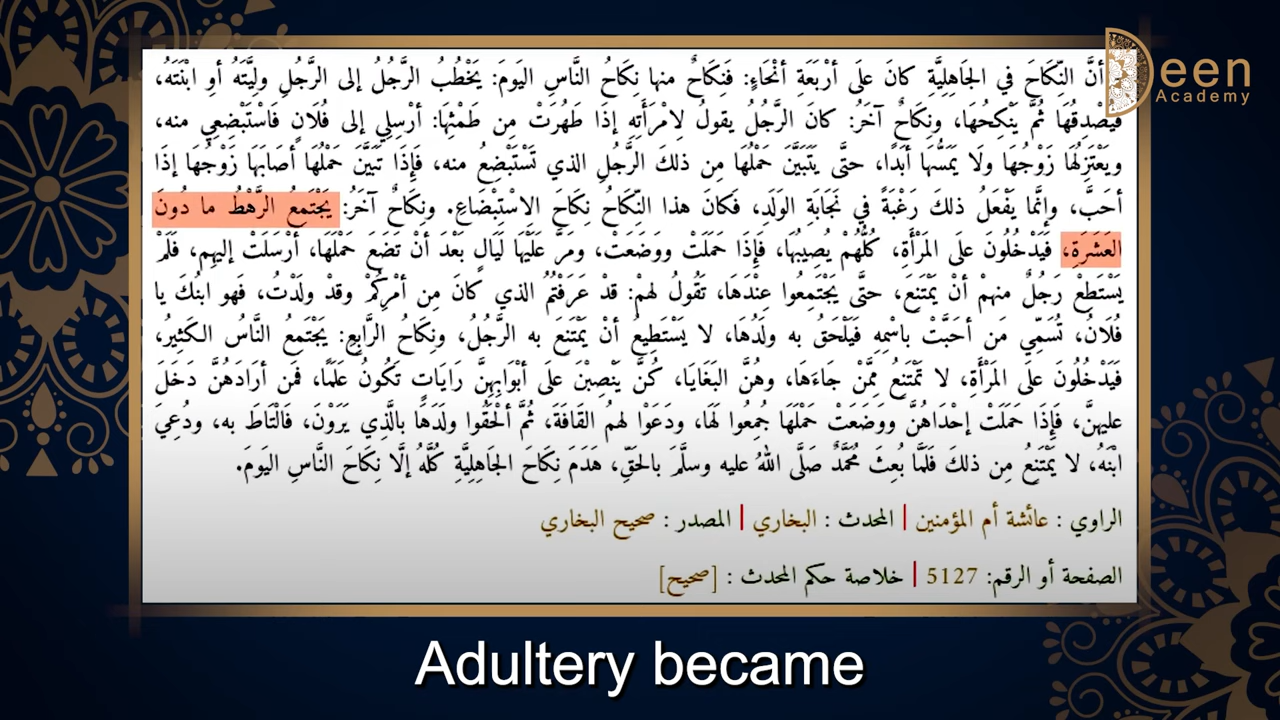 أنَّ النِّكَاحَ في الجَاهِلِيَّةِ كانَ علَى أرْبَعَةِ أنْحَاءٍ: فَنِكَاحٌ منها نِكَاحُ النَّاسِ اليَومَ: يَخْطُبُ الرَّجُلُ إلى الرَّجُلِ ولِيَّتَهُ أوِ ابْنَتَهُ،
فيُصْدِقُهَا ثُمَّ يَنْكِحُهَا، ونِكَاحٌ آخَرُ: كانَ الرَّجُلُ يقولُ لِامْرَأَتِهِ إذَا طَهُرَتْ مِن طَمْثِهَا: أرْسِلِي إلى فُلَانٍ فَاسْتَبْضِعِي منه،
ويَعْتَزِلُهَا زَوْجُهَا ولَا يَمَسُّهَا أبَدًا، حتَّى يَتَبَيَّنَ حَمْلُهَا مِن ذلكَ الرَّجُلِ الذي تَسْتَبْضِعُ منه، فَإِذَا تَبَيَّنَ حَمْلُهَا أصَابَهَا زَوْجُهَا إذَا
أحَبَّ، وإنَّما يَفْعَلُ ذلكَ رَغْبَةً في نَجَابَةِ الوَلَدِ، فَكانَ هذا النِّكَاحُ نِكَاحَ الِاسْتِبْضَاعِ. ونِكَاحٌ آخَرُ: يَجْتَمِعُ الرَّهْطُ ما دُونَ
العَشَرَةِ، فَيَدْخُلُونَ علَى المَرْأَةِ، كُلُّهُمْ يُصِيبُهَا، فَإِذَا حَمَلَتْ ووَضَعَتْ، ومَرَّ عَلَيْهَا لَيَالٍ بَعْدَ أنْ تَضَعَ حَمْلَهَا، أرْسَلَتْ إليهِم، فَلَمْ
يَسْتَطِعْ رَجُلٌ منهمْ أنْ يَمْتَنِعَ، حتَّى يَجْتَمِعُوا عِنْدَهَا، تَقُولُ لهمْ: قدْ عَرَفْتُمُ الذي كانَ مِن أمْرِكُمْ وقدْ ولَدْتُ، فَهو ابنُكَ يا
فُلَانُ، تُسَمِّي مَن أحَبَّتْ باسْمِهِ فَيَلْحَقُ به ولَدُهَا، لا يَسْتَطِيعُ أنْ يَمْتَنِعَ به الرَّجُلُ، ونِكَاحُ الرَّابِعِ: يَجْتَمِعُ النَّاسُ الكَثِيرُ،
فَيَدْخُلُونَ علَى المَرْأَةِ، لا تَمْتَنِعُ مِمَّنْ جَاءَهَا، وهُنَّ البَغَايَا، كُنَّ يَنْصِبْنَ علَى أبْوَابِهِنَّ رَايَاتٍ تَكُونُ عَلَمًا، فمَن أرَادَهُنَّ دَخَلَ
عليهنَّ، فَإِذَا حَمَلَتْ إحْدَاهُنَّ ووَضَعَتْ حَمْلَهَا جُمِعُوا لَهَا، ودَعَوْا لهمُ القَافَةَ، ثُمَّ ألْحَقُوا ولَدَهَا بالَّذِي يَرَوْنَ، فَالْتَاطَ به، ودُعِيَ
ابْنَهُ، لا يَمْتَنِعُ مِن ذلكَ فَلَمَّا بُعِثَ مُحَمَّدٌ صَلَّى اللَّهُ عليه وسلَّمَ بالحَقِّ، هَدَمَ نِكَاحَ الجَاهِلِيَّةِ كُلَّهُ إلَّا نِكَاحَ النَّاسِ اليَومَ.
الراوي : عائشة أم المؤمنين | المحدث : البخاري | المصدر : صحيح البخاري
الصفحة أو الرقم: 5127 | خلاصة حكم المحدث : [صحيح]
Deen
Academy
Adultery became